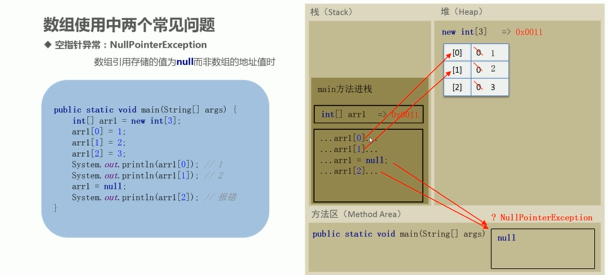 数组使用中两个常见问题
◆ 空指针异常：NullPointerException
数组引用存储的值为null而非数组的地址值时
public static void main(String[] args) {
int[] arr1 = new int[3];
arr1[0] = 1;
arr1[1] = 2;
arr1[2] = 3;
System.out.println(arr1[0]); // 1
System.out.println(arr1[1]); // 2
arr1 = null;
System.out.println(arr1[2]); // 报错
}
栈（Stack）
main方法进栈
int[] arr1 => 0x0011
...arr1[0]...
...arr1[1]...
...arr1 = null;
...arr1[2]...
堆（Heap）
new int[3] => 0x0011
[0] 0 1
[1] 0 2
[2] 0 3
方法区（Method Area）
public static void main(String[] args)
? NullPointerException
null